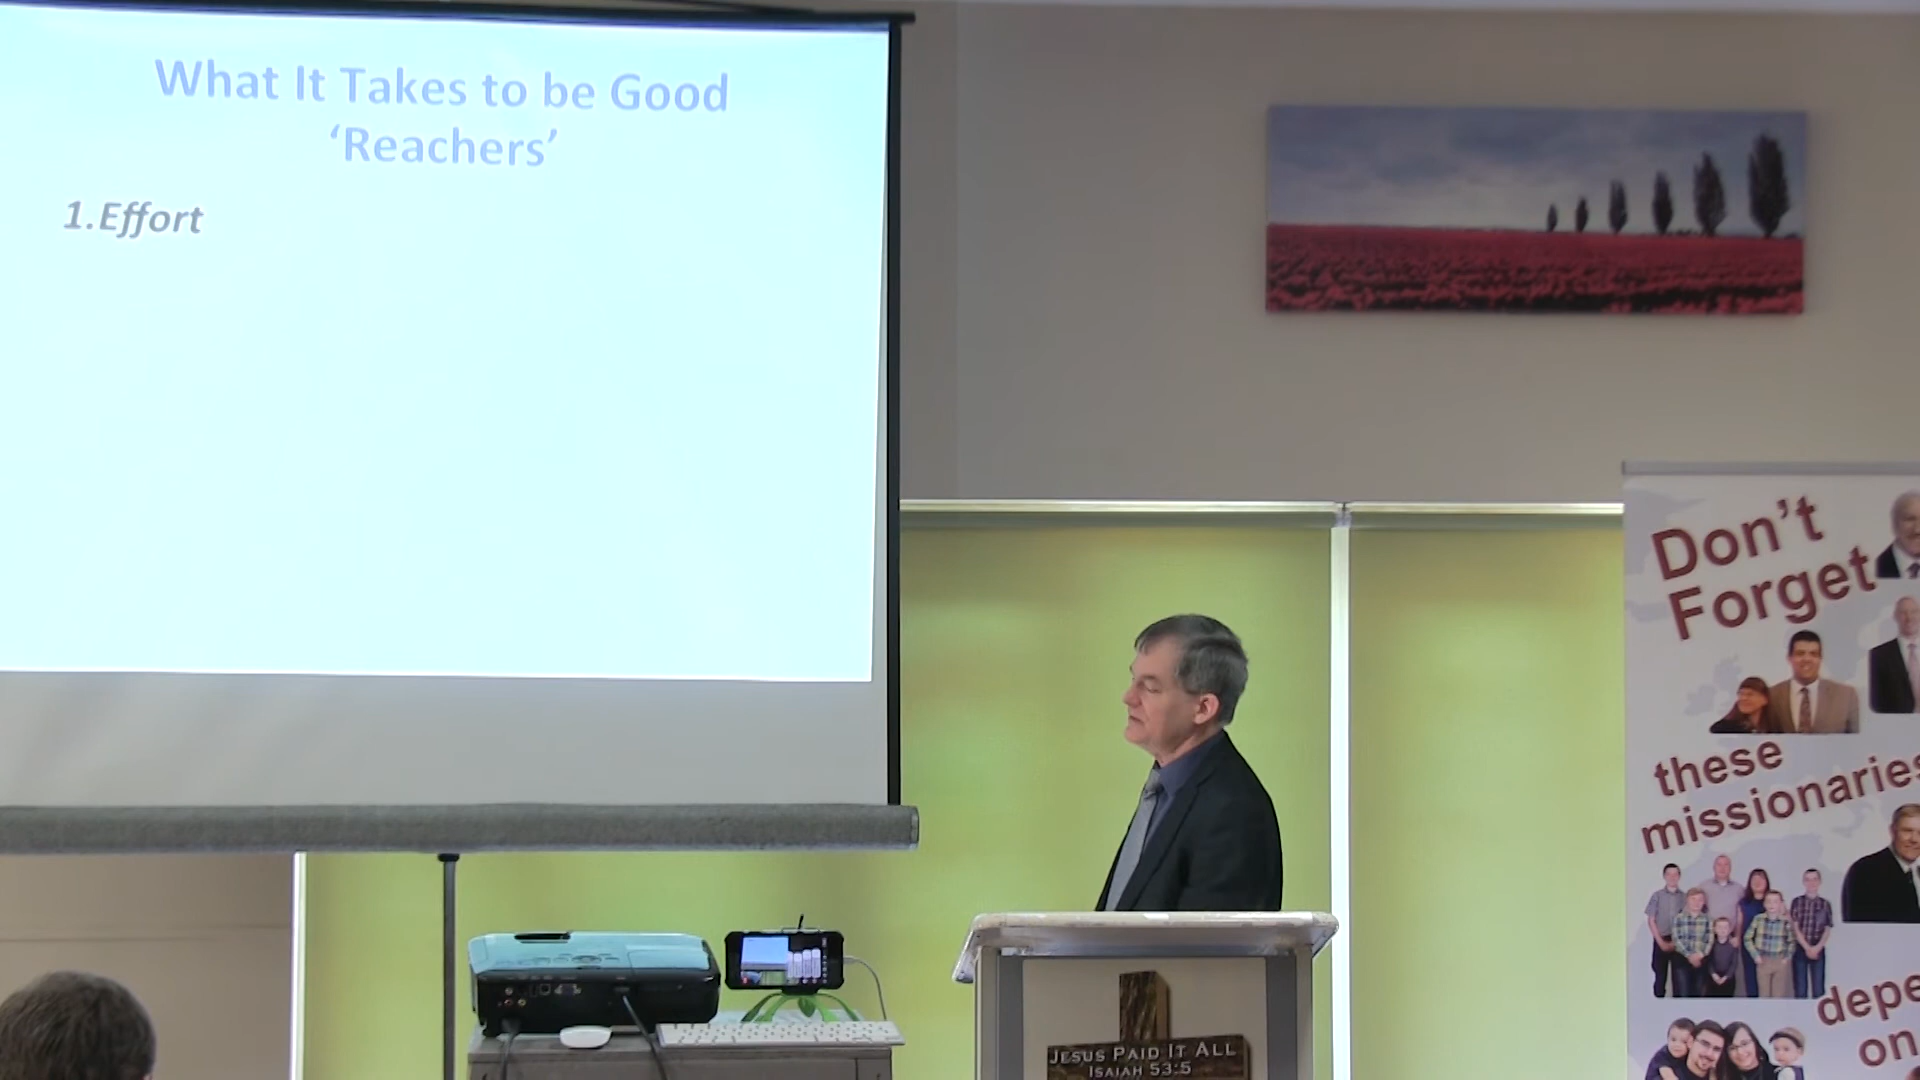 What It Takes to be Good
‘Reachers’
1.Effort
Don't
Forget
these
missionaries
on
JESUS PAID IT ALL
ISAIAH 53:5